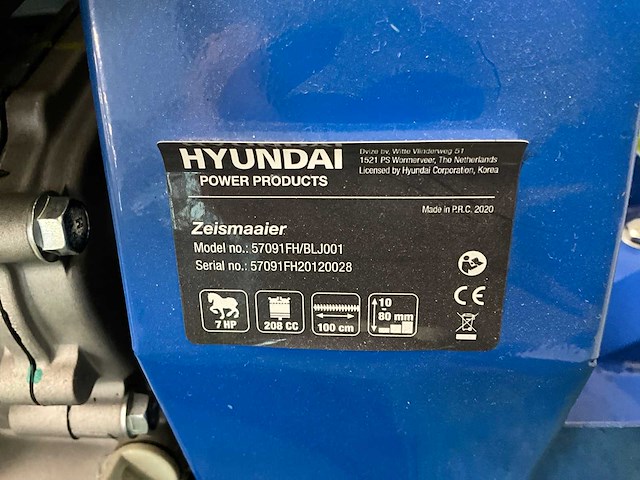 HYUNDAI
POWER PRODUCTS
Dvize bv, Witte Vlinderweg 51
1521 PS Wormerveer, The Netherlands
Licensed by Hyundai Corporation, Korea
Made in P.R.C. 2020
Zeismaaier
Model no.: 57091FH/BLJ001
Serial no.: 57091FH20120028
CE
7 HP
208 CC
100 cm
10
-
80 mm